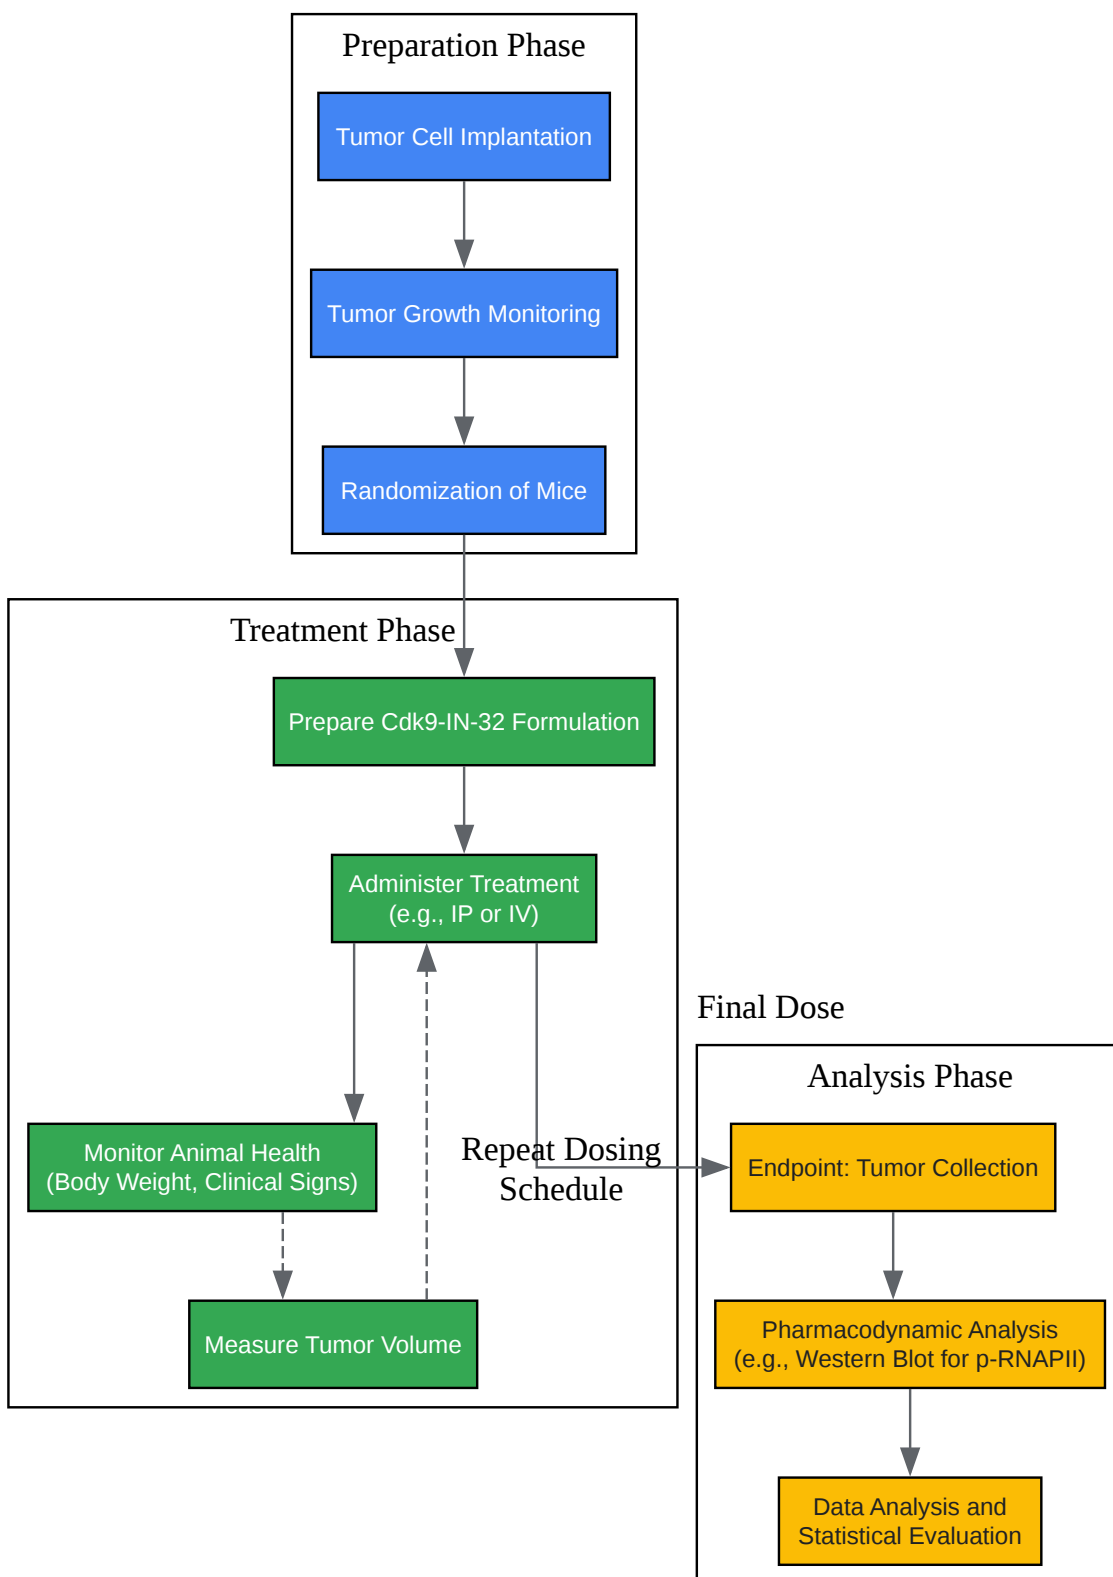 Preparation Phase
Tumor Cell Implantation
Tumor Growth Monitoring
Randomization of Mice
Treatment Phase
Prepare Cdk9-IN-32 Formulation
Administer Treatment
(e.g., IP or IV)
Monitor Animal Health
(Body Weight, Clinical Signs)
Measure Tumor Volume
Repeat Dosing
Schedule
Final Dose
Analysis Phase
Endpoint: Tumor Collection
Pharmacodynamic Analysis
(e.g., Western Blot for p-RNAPII)
Data Analysis and
Statistical Evaluation